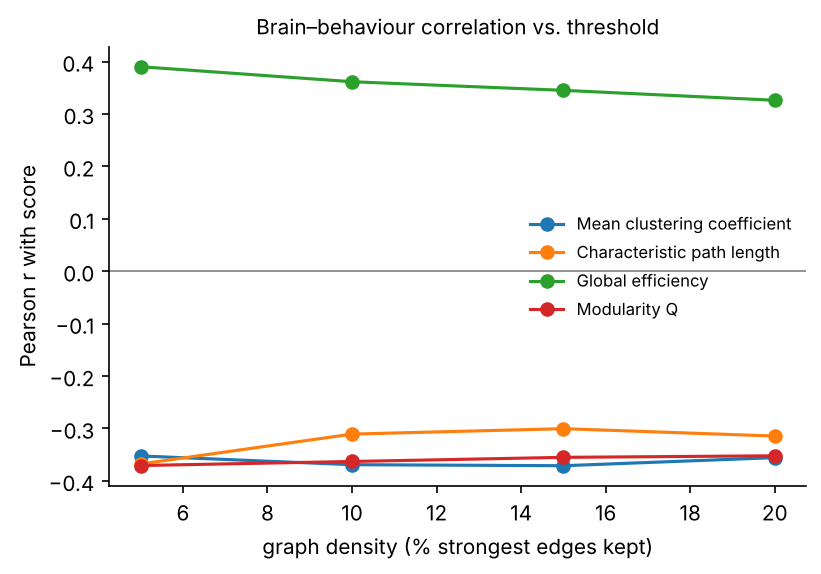 Brain–behaviour correlation vs. threshold
Pearson r with score
0.4
0.3
0.2
0.1
0.0
−0.1
−0.2
−0.3
−0.4
Mean clustering coefficient
Characteristic path length
Global efficiency
Modularity Q
6 8 10 12 14 16 18 20
graph density (% strongest edges kept)